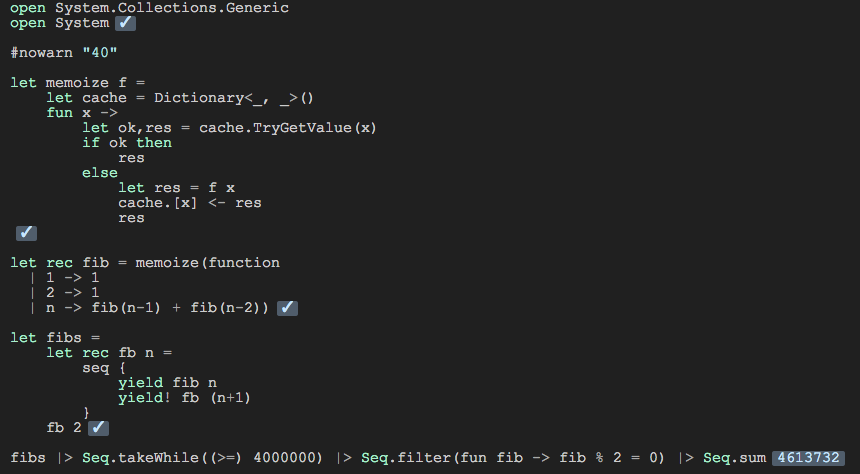 open System.Collections.Generic
open System ✓
#nowarn "40"
let memoize f =
    let cache = Dictionary<_, _>()
    fun x ->
        let ok,res = cache.TryGetValue(x)
        if ok then
            res
        else
            let res = f x
            cache.[x] <- res
            res
✓
let rec fib = memoize(function
  | 1 -> 1
  | 2 -> 1
  | n -> fib(n-1) + fib(n-2)) ✓
let fibs =
    let rec fb n =
        seq {
            yield fib n
            yield! fb (n+1)
        }
    fb 2 ✓
fibs |> Seq.takeWhile((>=) 4000000) |> Seq.filter(fun fib -> fib % 2 = 0) |> Seq.sum 4613732